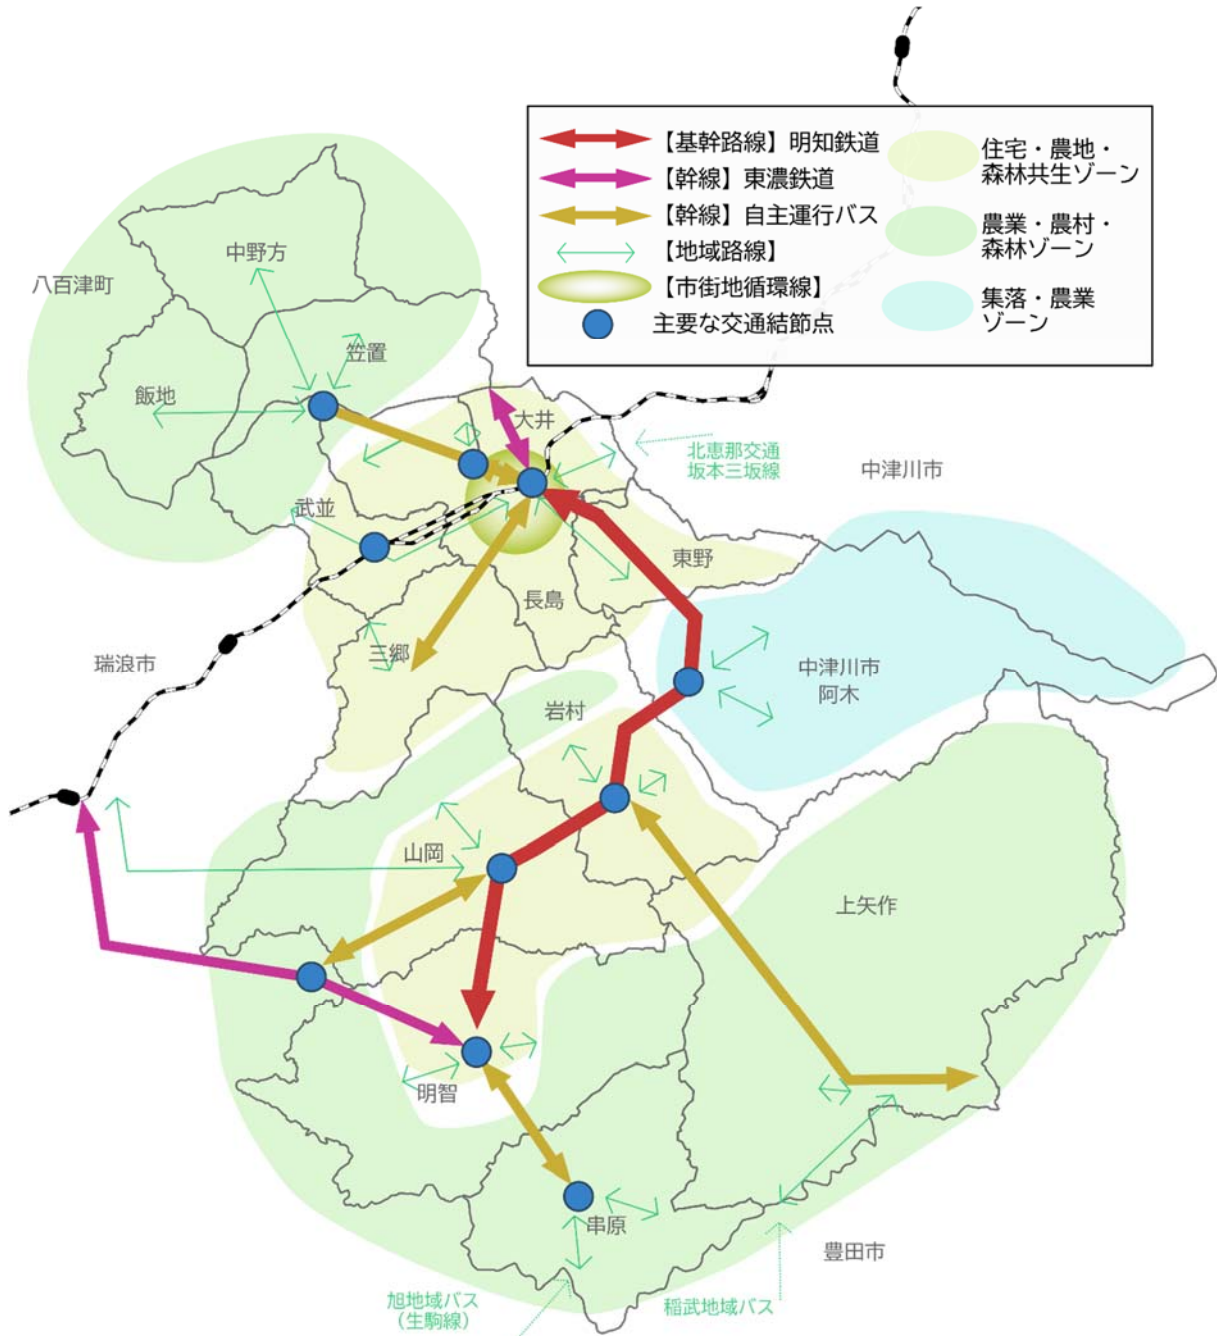 【基幹路線】明知鉄道
【幹線】東濃鉄道
【幹線】自主運行バス
【地域路線】
【市街地循環線】
主要な交通結節点
住宅・農地・
森林共生ゾーン
農業・農村・
森林ゾーン
集落・農業
ゾーン
中野方
八百津町
笠置
飯地
大井
北恵那交通
坂本三坂線
中津川市
武並
東野
長島
三郷
瑞浪市
中津川市
阿木
岩村
山岡
上矢作
明智
串原
豊田市
旭地域バス
（生駒線）
稲武地域バス